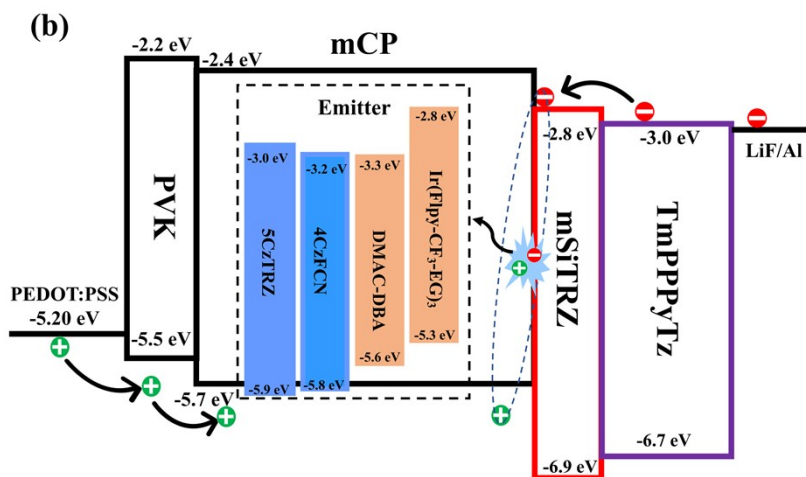 (b)
-2.2 eV
-2.4 eV
mCP
Emitter
-3.0 eV
5CzTRZ
-5.9 eV
-3.2 eV
4CzFCN
-5.8 eV
-3.3 eV
DMAC-DBA
-5.6 eV
-2.8 eV
Ir(Flpy-CF₃-EG)₃
-5.3 eV
PVK
-5.5 eV
PEDOT:PSS
-5.20 eV
-5.7 eV
-2.8 eV
mSiTRZ
-6.9 eV
-3.0 eV
TmPPPyTz
-6.7 eV
LiF/Al